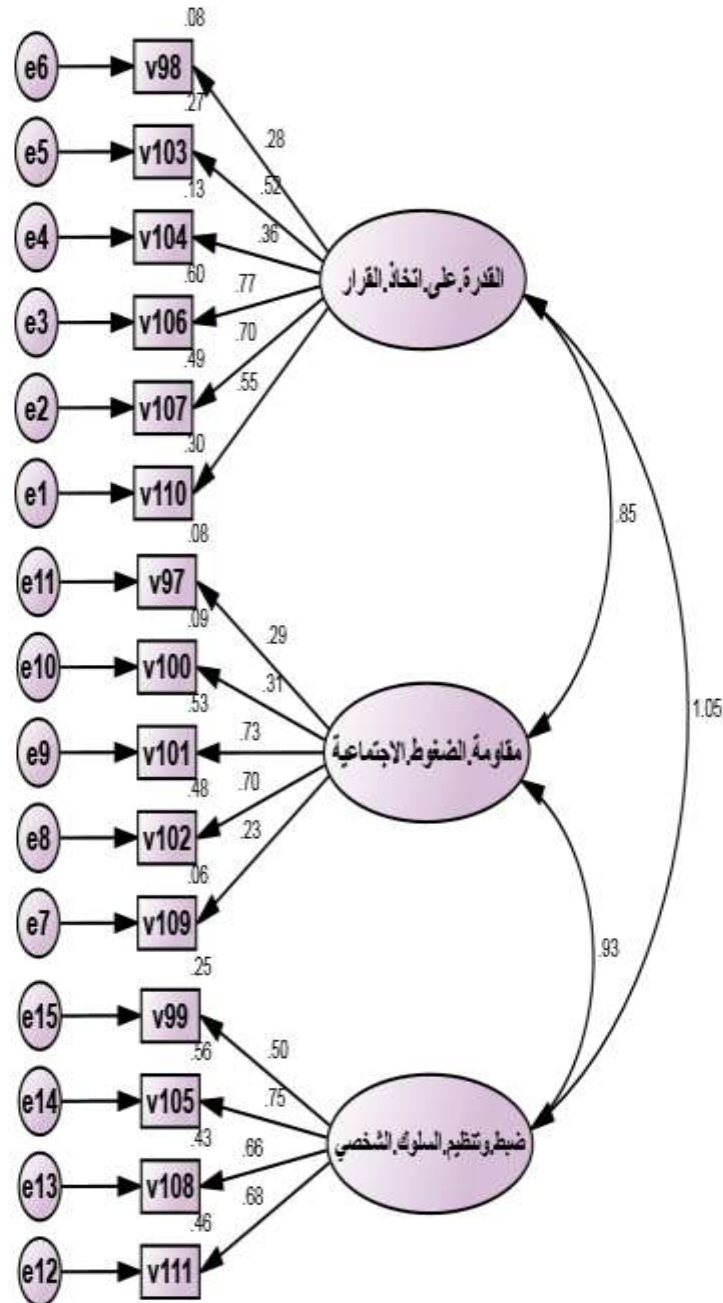 .08
e6 v98
.27
.28
e5 v103
.52
.13
e4 v104
.36
.60
.77
القدرة.على.اتخاذ.القرار
e3 v106
.70
.49
e2 v107
.55
.30
e1 v110
.08
.85
e11 v97
.09
.29
e10 v100
.31
.53
1.05
e9 v101
.73
مقاومة.الضغوط.الاجتماعية
.48
.70
e8 v102
.23
.06
e7 v109
.25
.93
e15 v99
.56
.50
e14 v105
.75
.43
.66
ضبط.وتنظيم.السلوك.الشخصي
e13 v108
.68
.46
e12 v111